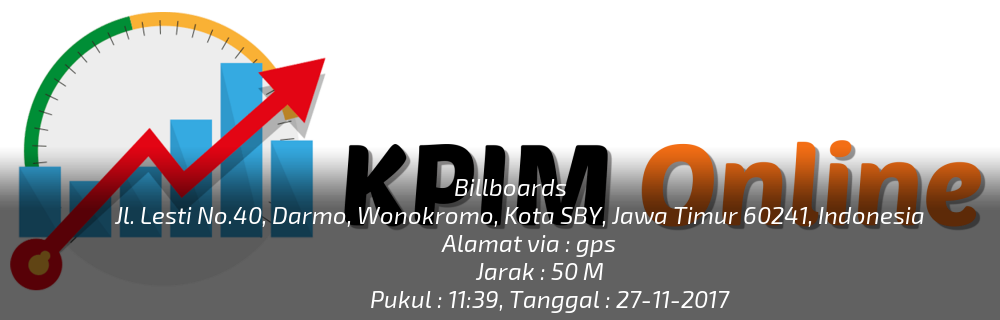 KPIM Online
Billboards
Jl. Lesti No.40, Darmo, Wonokromo, Kota SBY, Jawa Timur 60241, Indonesia
Alamat via : gps
Jarak : 50 M
Pukul : 11:39, Tanggal : 27-11-2017